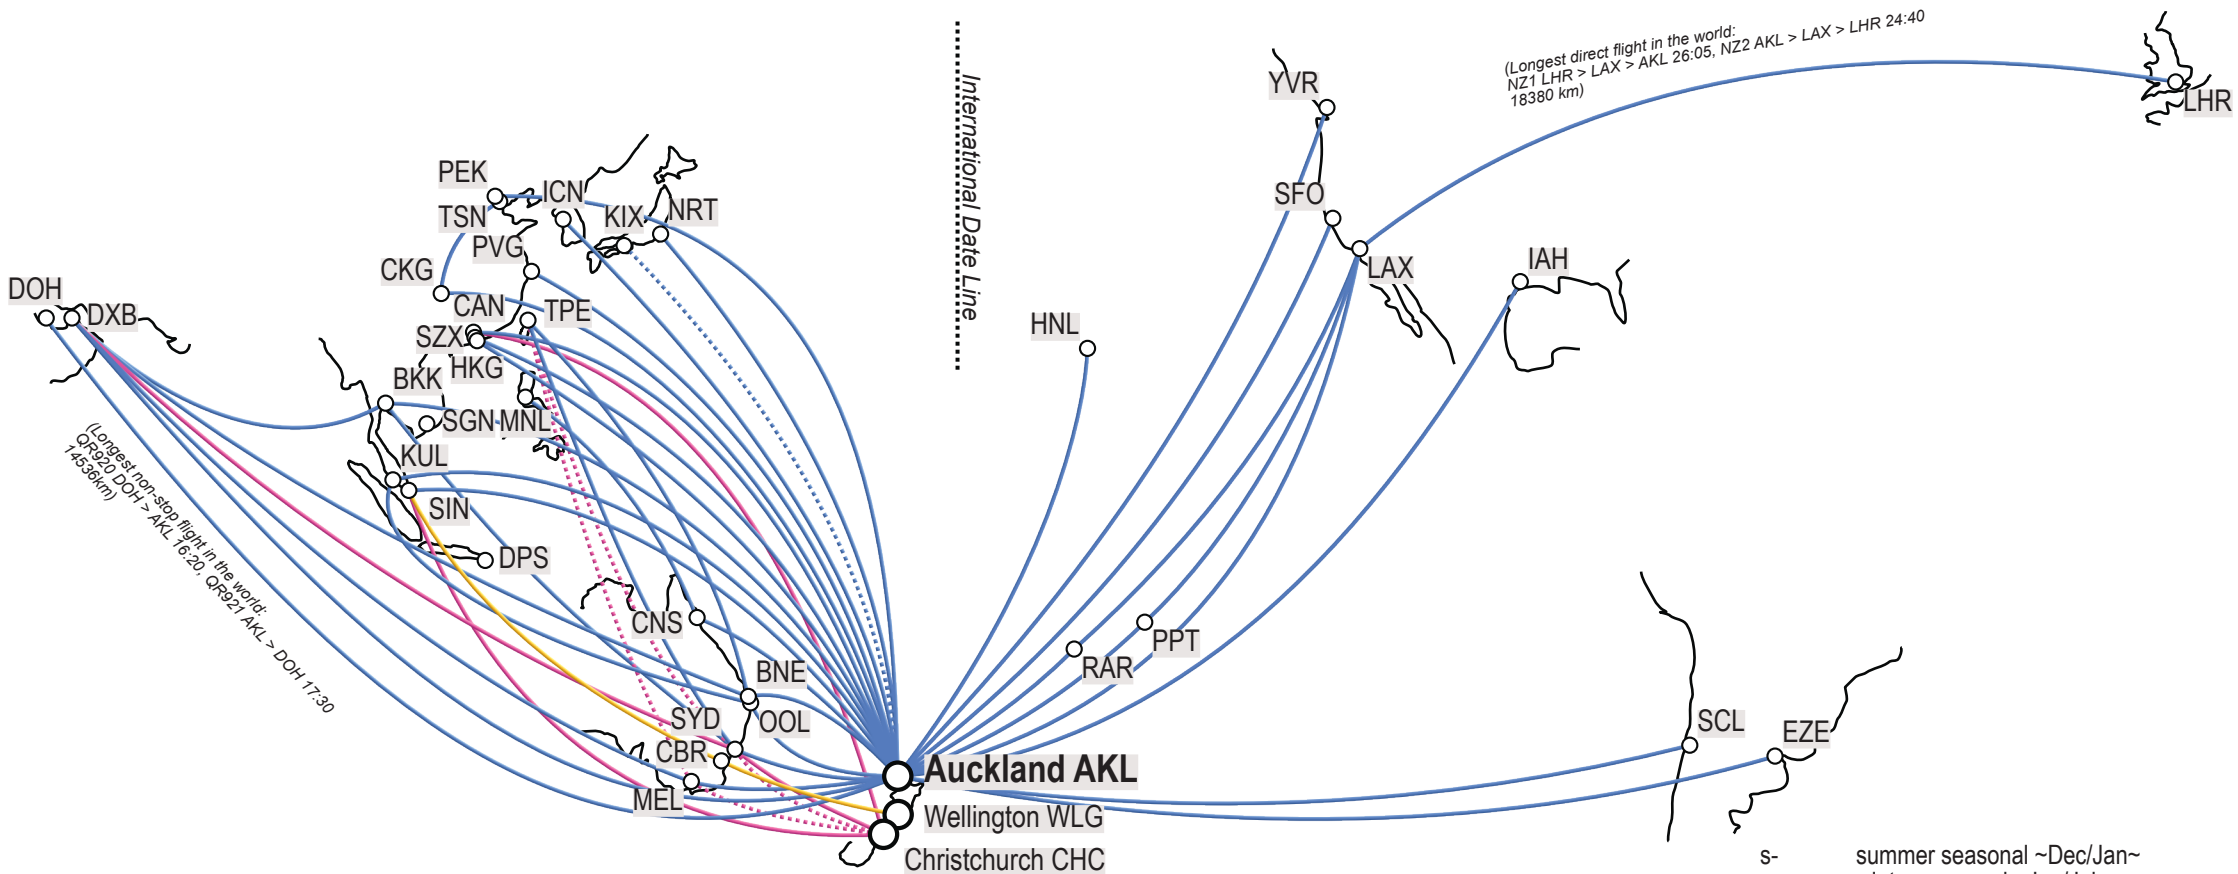 (Longest direct flight in the world:
NZ1 LHR > LAX > AKL 26:05, NZ2 AKL > LAX > LHR 24:40
18380 km)
International Date Line
YVR
LHR
PEK
ICN
TSN
KIX
NRT
SFO
PVG
CKG
LAX
IAH
DOH
DXB
CAN
TPE
SZX
HNL
HKG
BKK
SGN
MNL
KUL
(Longest non-stop flight in the world:
QR920 DOH > AKL 16:20, QR921 AKL > DOH 17:30
14536km)
SIN
DPS
CNS
PPT
RAR
BNE
SYD
OOL
SCL
EZE
CBR
Auckland AKL
MEL
Wellington WLG
Christchurch CHC
s- summer seasonal ~Dec/Jan~